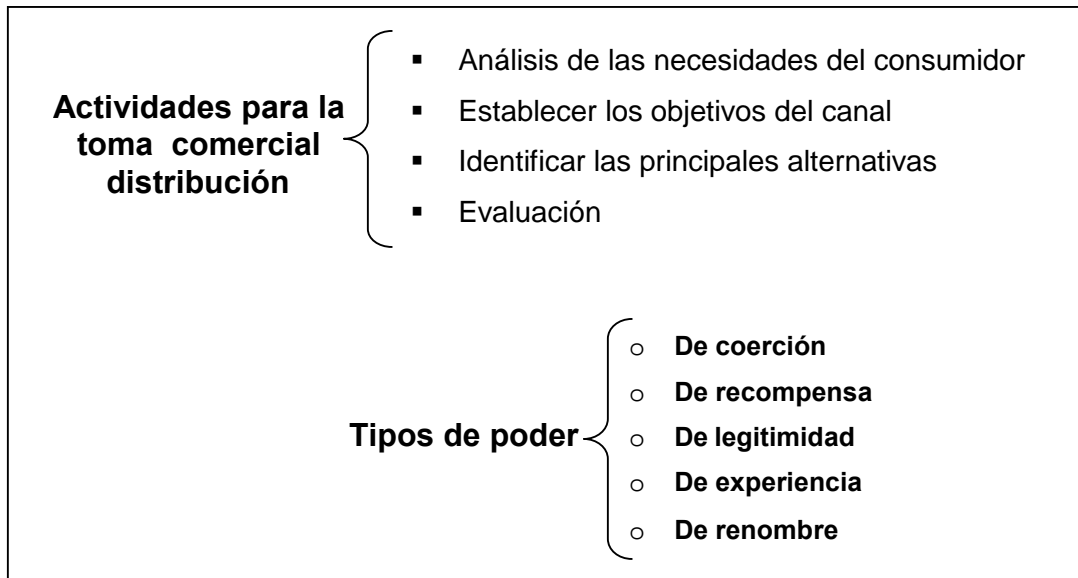 Actividades para la
toma comercial
distribución
▪ Análisis de las necesidades del consumidor
▪ Establecer los objetivos del canal
▪ Identificar las principales alternativas
▪ Evaluación
Tipos de poder
o De coerción
o De recompensa
o De legitimidad
o De experiencia
o De renombre